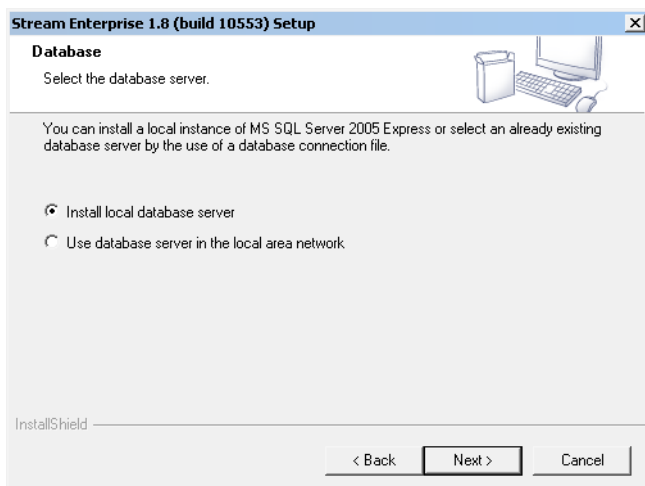 Stream Enterprise 1.8 (build 10553) Setup
Database
Select the database server.
You can install a local instance of MS SQL Server 2005 Express or select an already existing
database server by the use of a database connection file.
Install local database server
Use database server in the local area network
InstallShield
< Back Next > Cancel